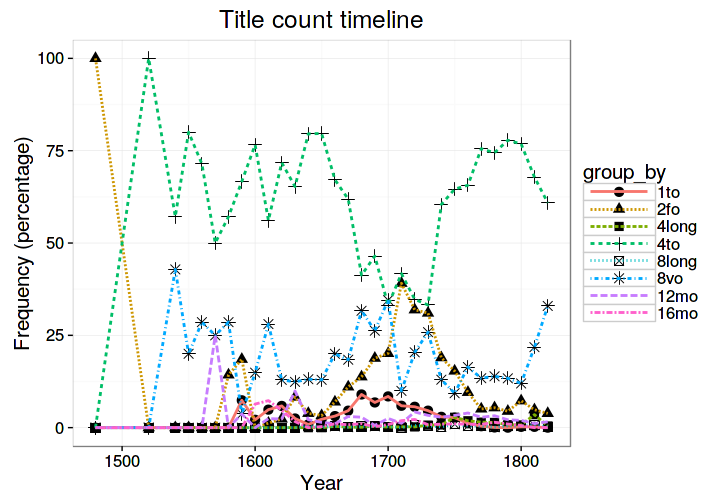 Title count timeline
100
75
50
25
0
Frequency (percentage)
1500
1600
1700
1800
Year
group_by
1to
2fo
4long
4to
8long
8vo
12mo
16mo